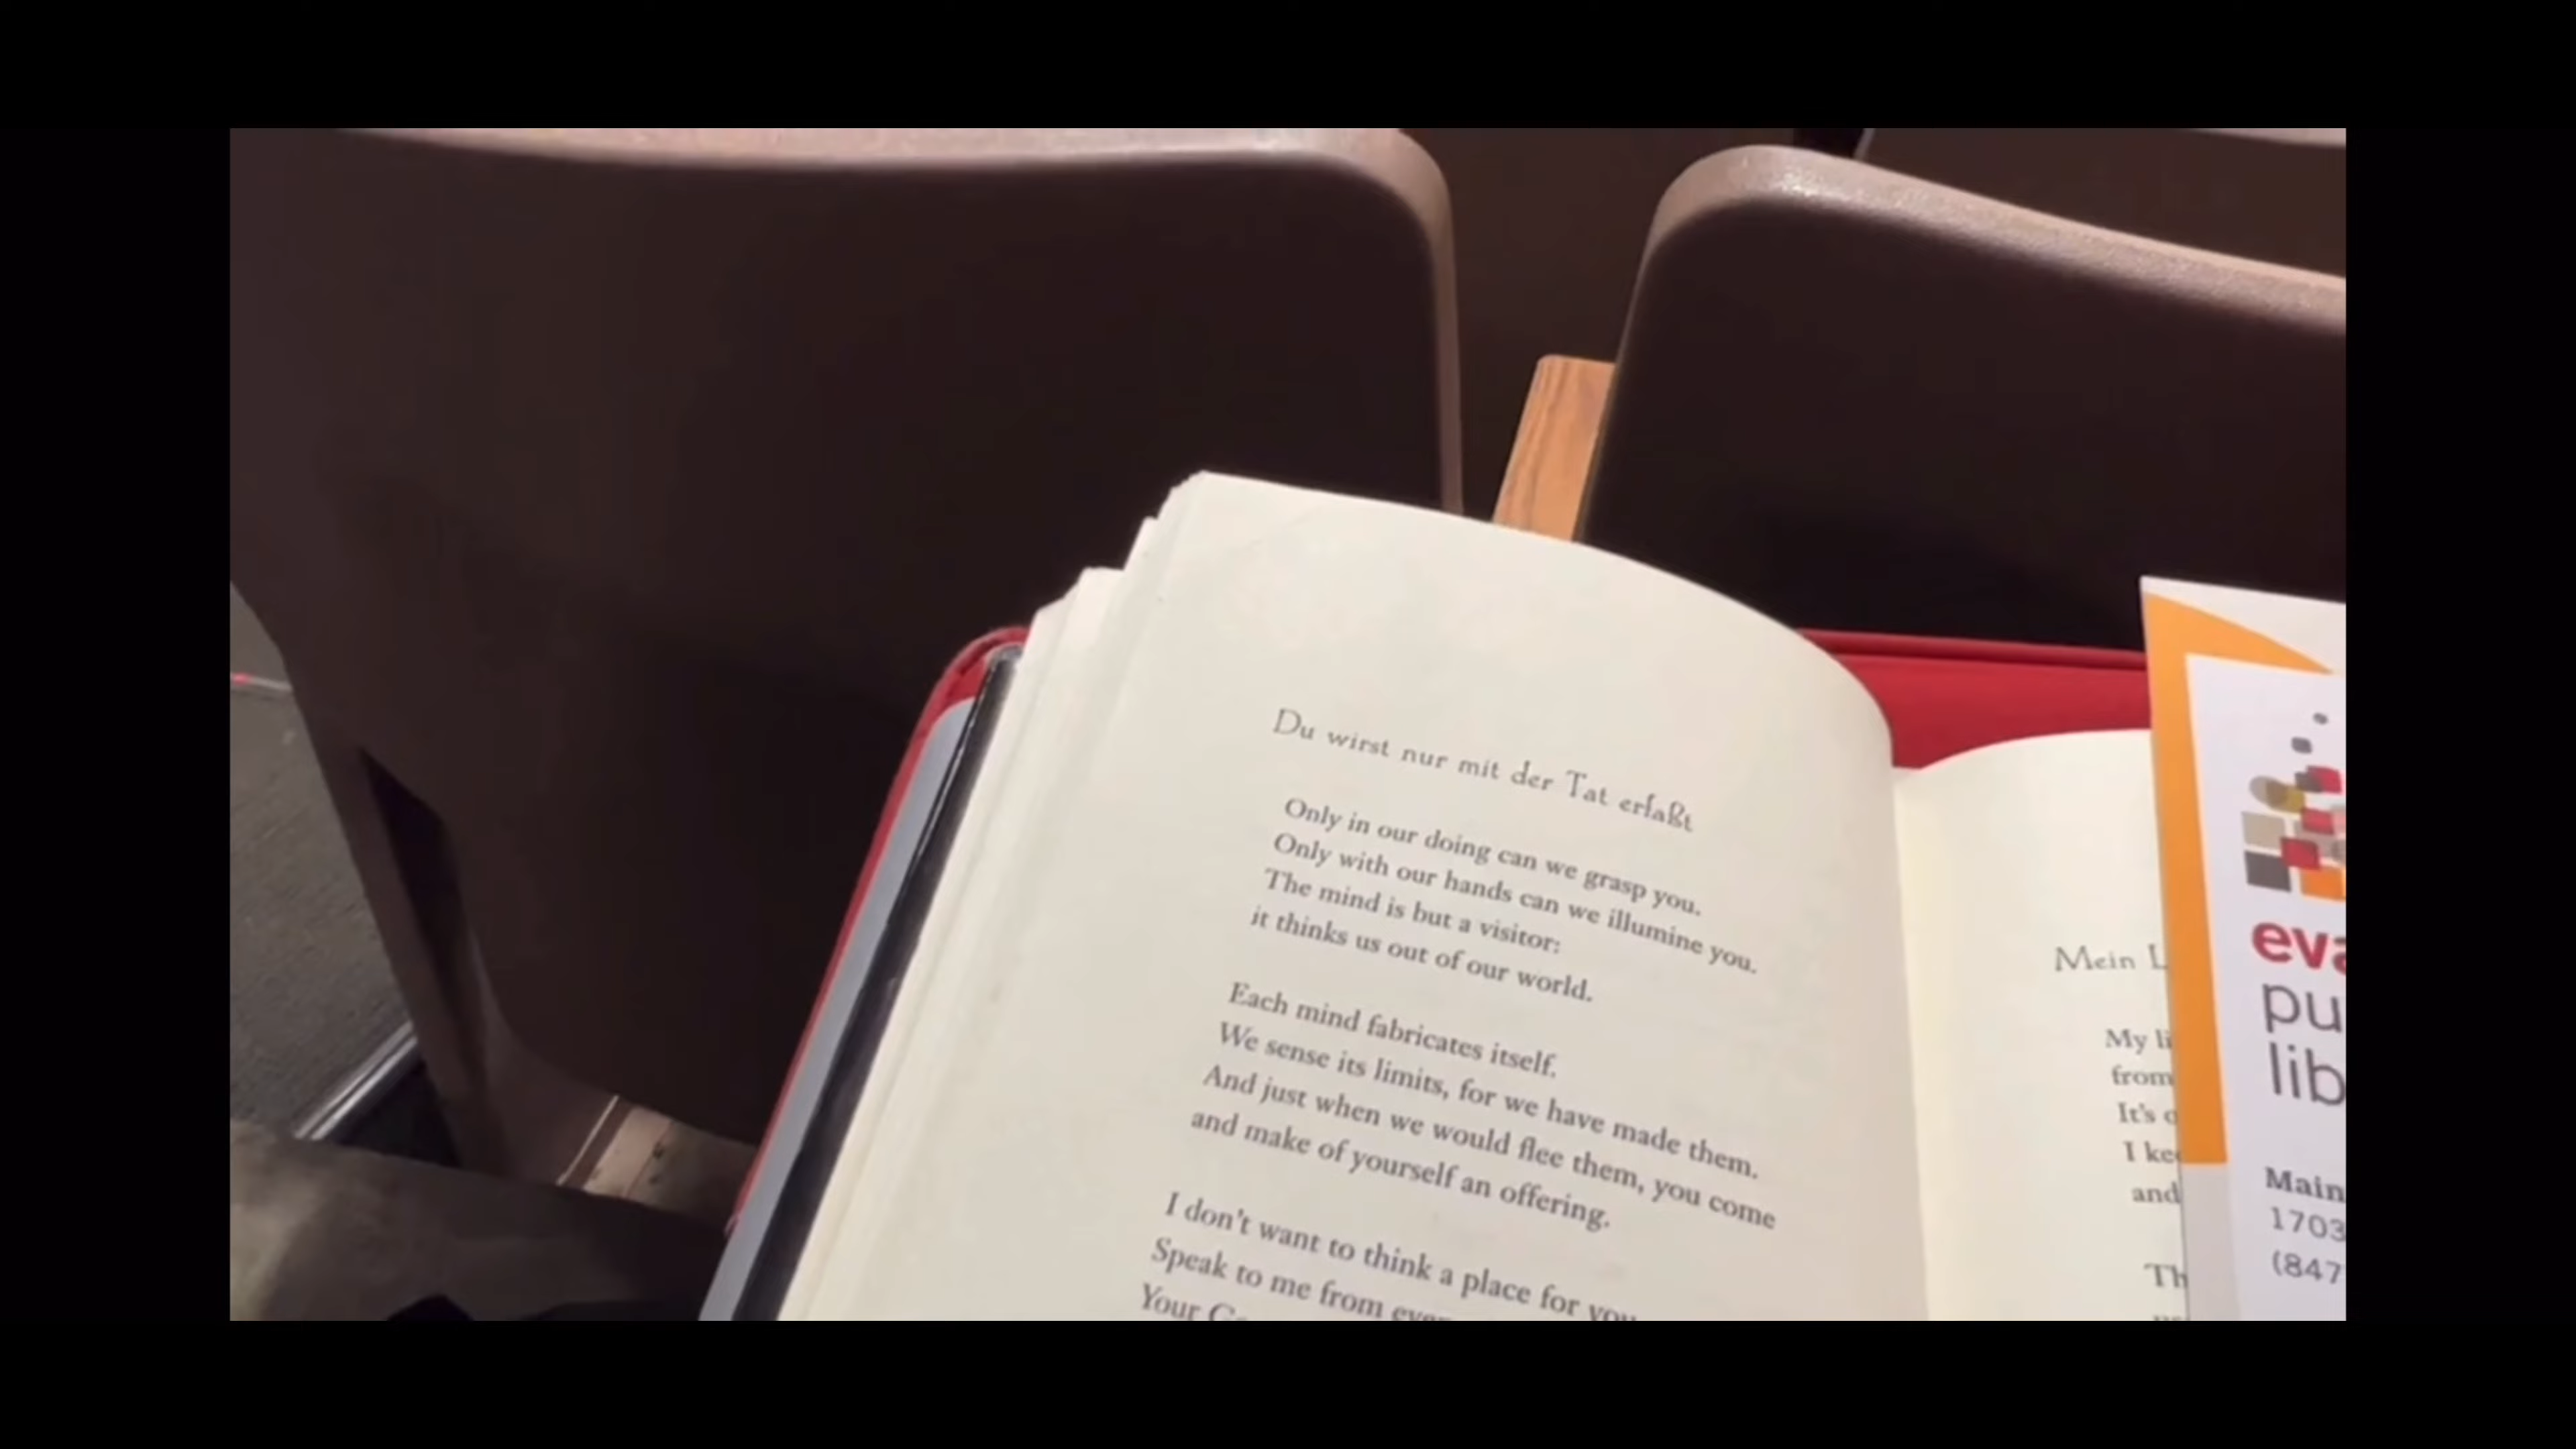 Du wirst nur mit der Tat erfaßt
Only in our doing can we grasp you.
Only with our hands can we illumine you.
The mind is but a visitor:
it thinks us out of our world.
Each mind fabricates itself.
We sense its limits, for we have made them.
And just when we would flee them, you come
and make of yourself an offering.
I don't want to think a place for you
Speak to me from
Your
Mein
My
from
It's
I
and
pu
lib
Main
1703
(847